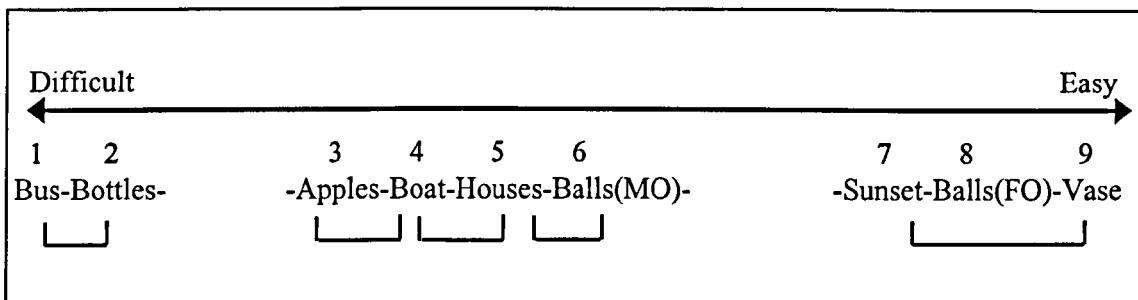 Difficult Easy
1 2 3 4 5 6 7 8 9
Bus-Bottles- -Apples-Boat-Houses-Balls(MO)- -Sunset-Balls(FO)-Vase